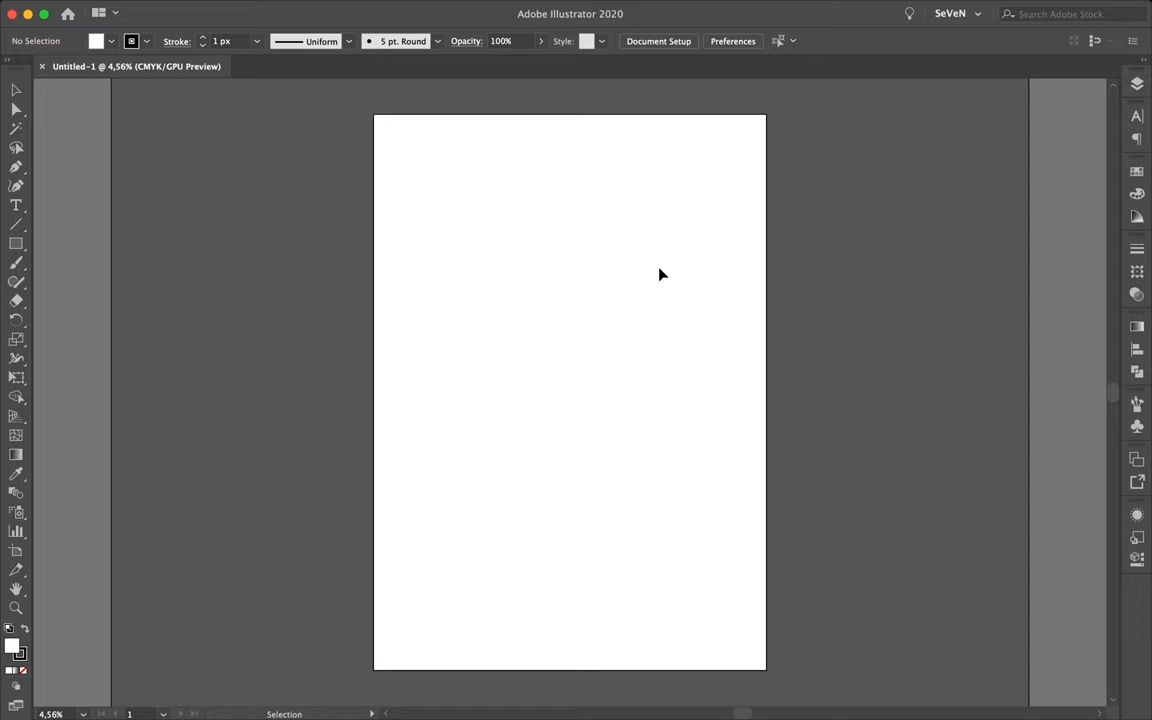 Adobe Illustrator 2020
SeVeN
Search Adobe Stock
No Selection
Stroke:
1 px
Uniform
5 pt. Round
Opacity:
100%
Style:
Document Setup
Preferences
Untitled-1 @ 4,56% (CMYK/GPU Preview)
4,56%
1
Selection